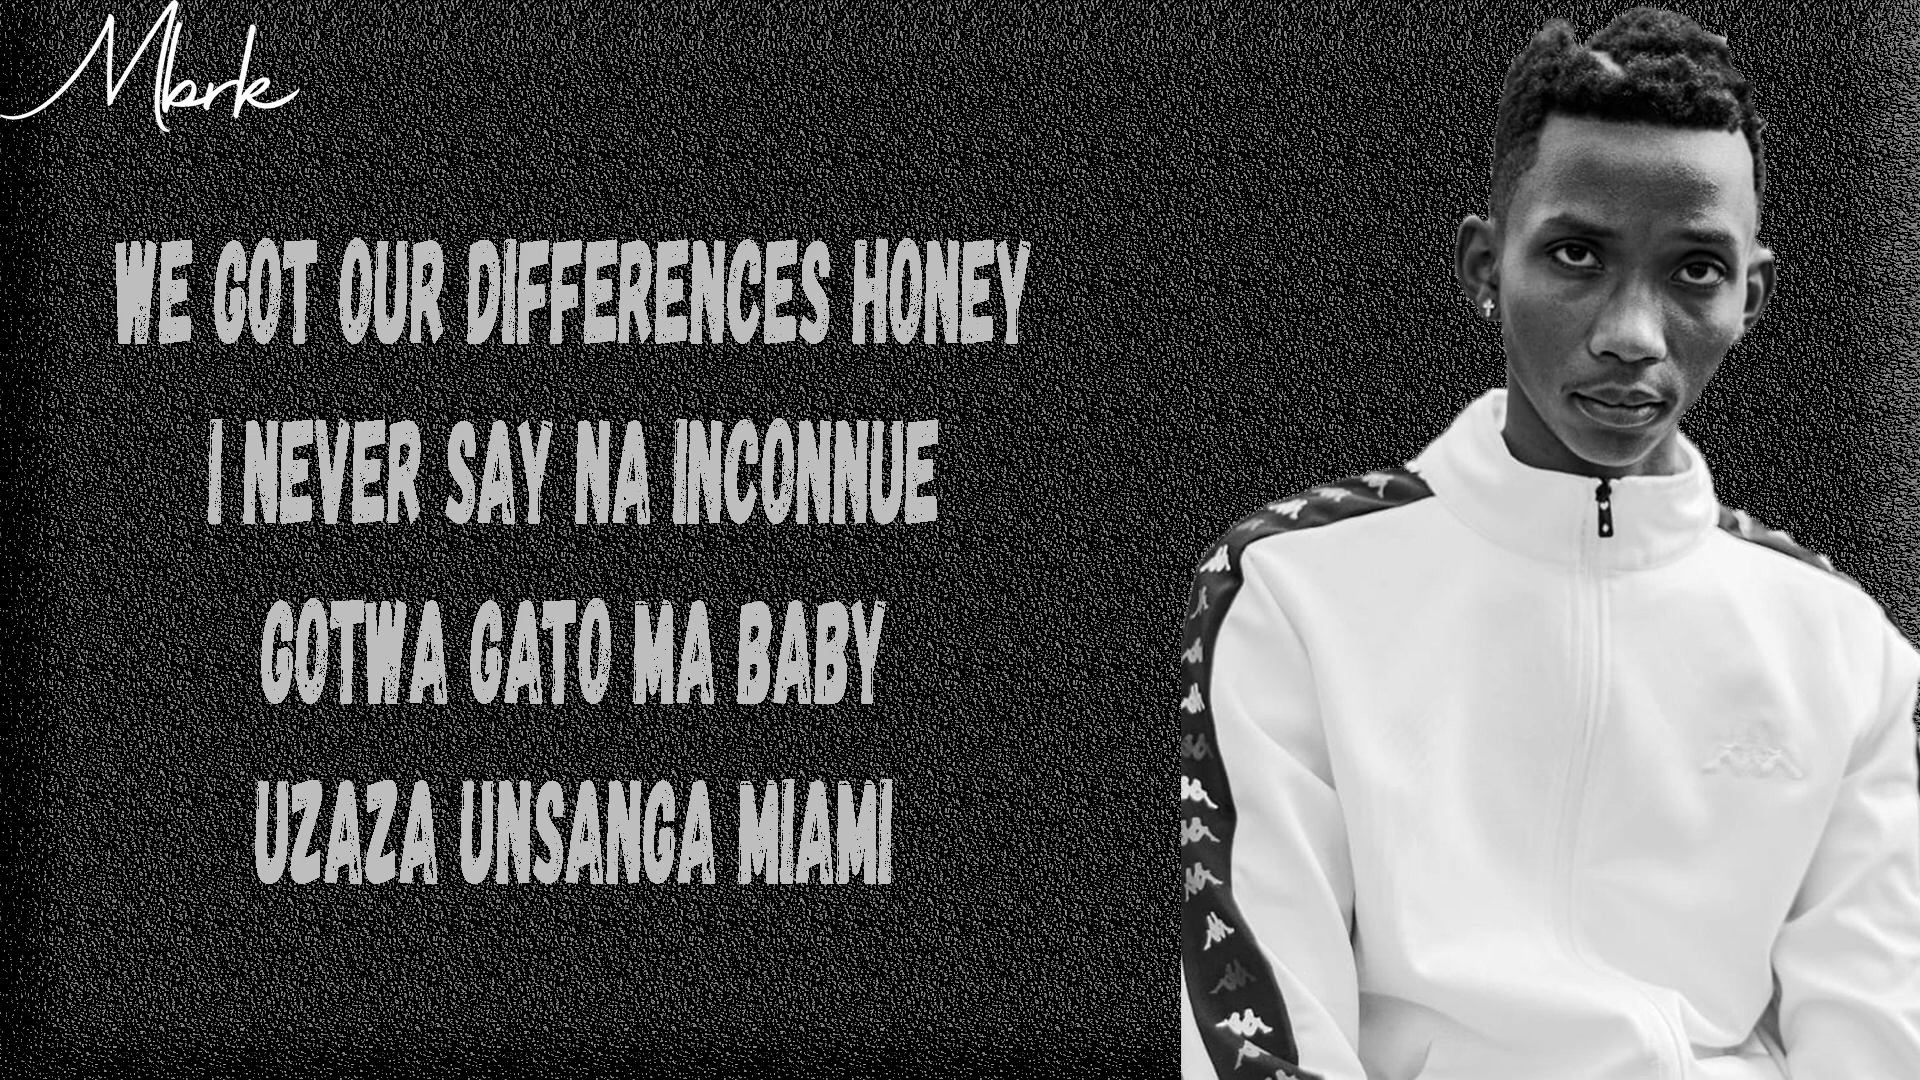 Mbrk
WE GOT OUR DIFFERENCES HONEY
I NEVER SAY NA INCONNUE
GOTWA GATO MA BABY
UZAZA UNSANGA MIAMI